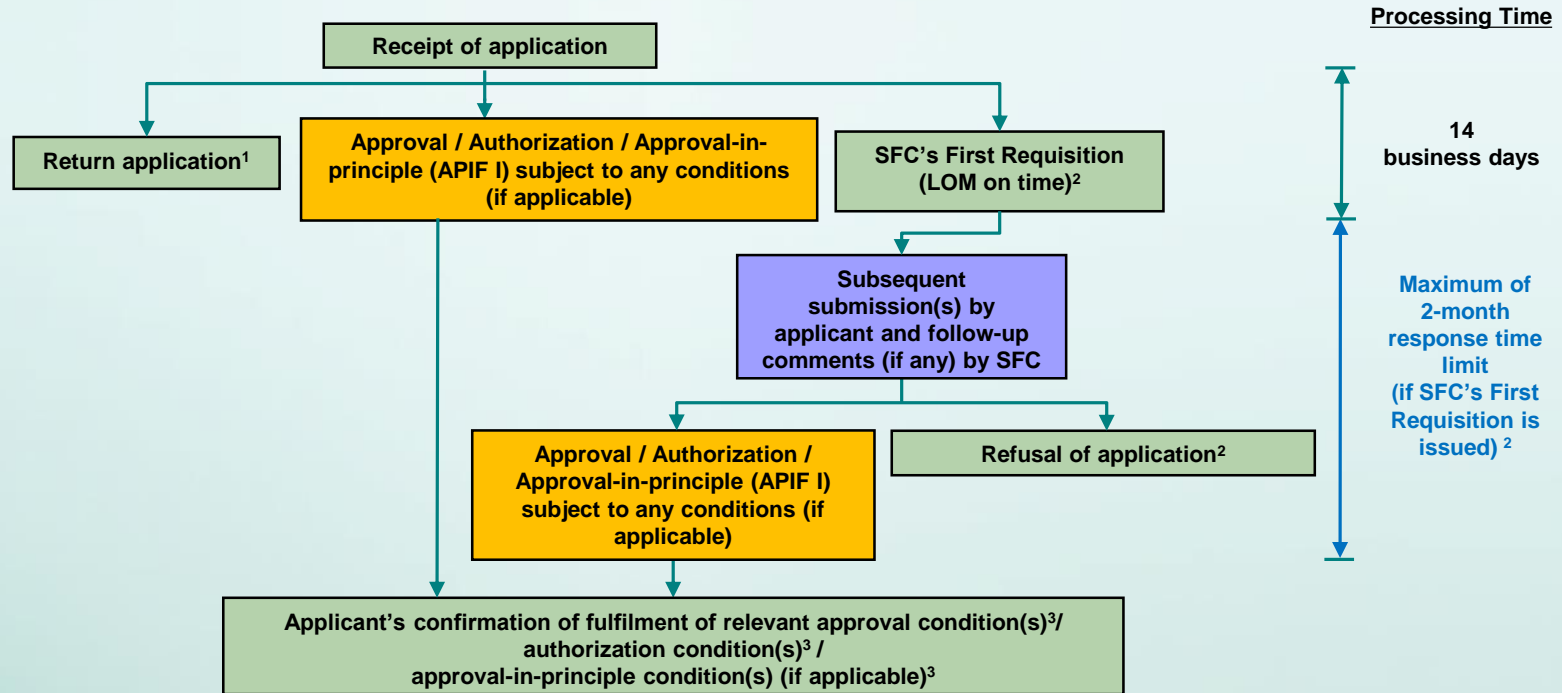 Processing Time
Receipt of application
Return application¹
Approval / Authorization / Approval-in-
principle (APIF I) subject to any conditions
(if applicable)
SFC's First Requisition
(LOM on time)²
14
business days
Subsequent
submission(s) by
applicant and follow-up
comments (if any) by SFC
Maximum of
2-month
response time
limit
(if SFC's First
Requisition is
issued) ²
Approval / Authorization /
Approval-in-principle (APIF I)
subject to any conditions (if
applicable)
Refusal of application²
Applicant's confirmation of fulfilment of relevant approval condition(s)³/
authorization condition(s)³ /
approval-in-principle condition(s) (if applicable)³